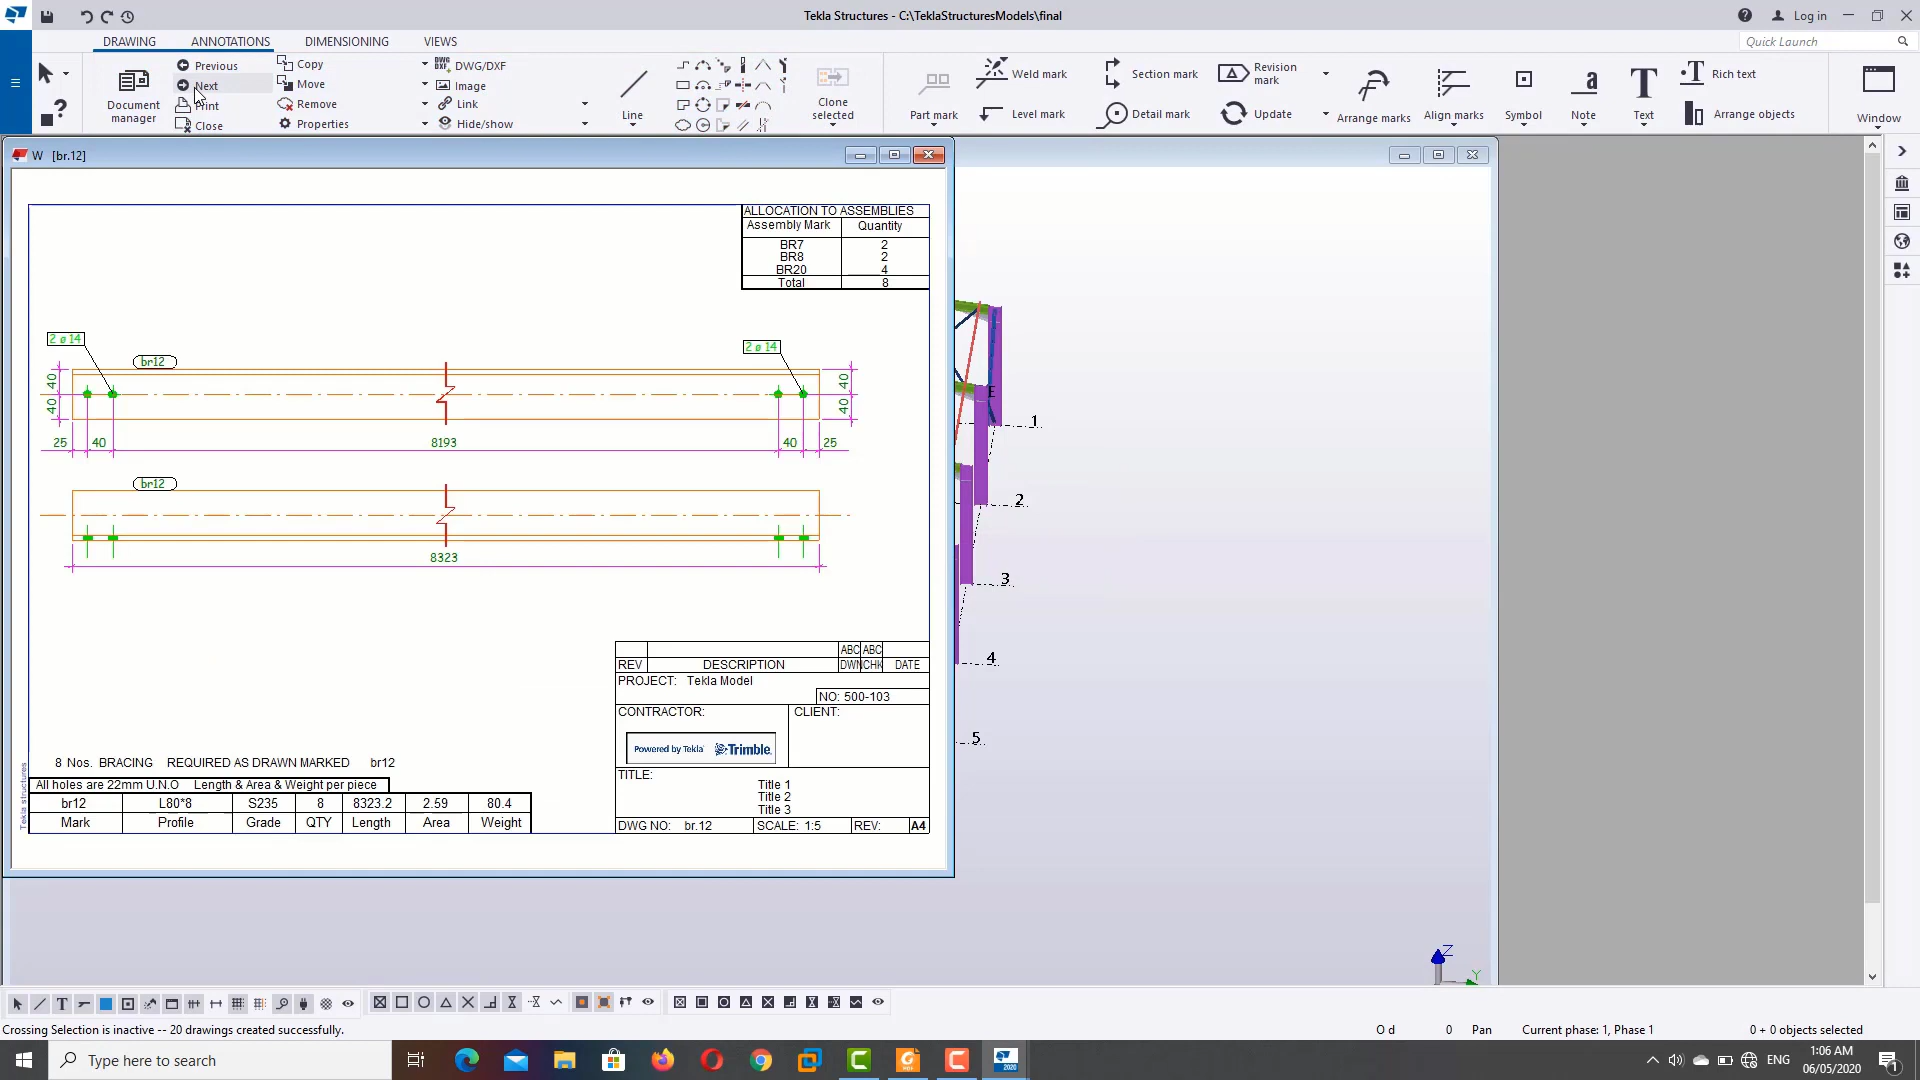 Tekla Structures - C:\TeklaStructuresModels\final
Log in
DRAWING
ANNOTATIONS
DIMENSIONING
VIEWS
Quick Launch
Document manager
Previous
Next
Print
Close
Copy
Move
Remove
Properties
DWG/DXF
Image
Link
Hide/show
Line
Clone selected
Part mark
Weld mark
Level mark
Section mark
Detail mark
Revision mark
Update
Arrange marks
Align marks
Symbol
Note
Text
Rich text
Arrange objects
Window
W [br.12]
ALLOCATION TO ASSEMBLIES
Assembly Mark Quantity
BR7 2
BR8 2
BR20 4
Total 8
2 ø 14
br12
2 ø 14
40
40
40
40
25 40 8193 40 25
br12
8323
E
1
2
3
4
5
ABC ABC
REV DESCRIPTION DWN CHK DATE
PROJECT: Tekla Model
NO: 500-103
CONTRACTOR: CLIENT:
Powered by Tekla Trimble.
TITLE:
Title 1
Title 2
Title 3
DWG NO: br.12 SCALE: 1:5 REV: A4
8 Nos. BRACING REQUIRED AS DRAWN MARKED br12
All holes are 22mm U.N.O Length & Area & Weight per piece
br12 L80*8 S235 8 8323.2 2.59 80.4
Mark Profile Grade QTY Length Area Weight
Tekla structures
Z
Y
Crossing Selection is inactive -- 20 drawings created successfully.
O d 0 Pan Current phase: 1, Phase 1 0 + 0 objects selected
Type here to search
2020
ENG
1:06 AM
06/05/2020
1